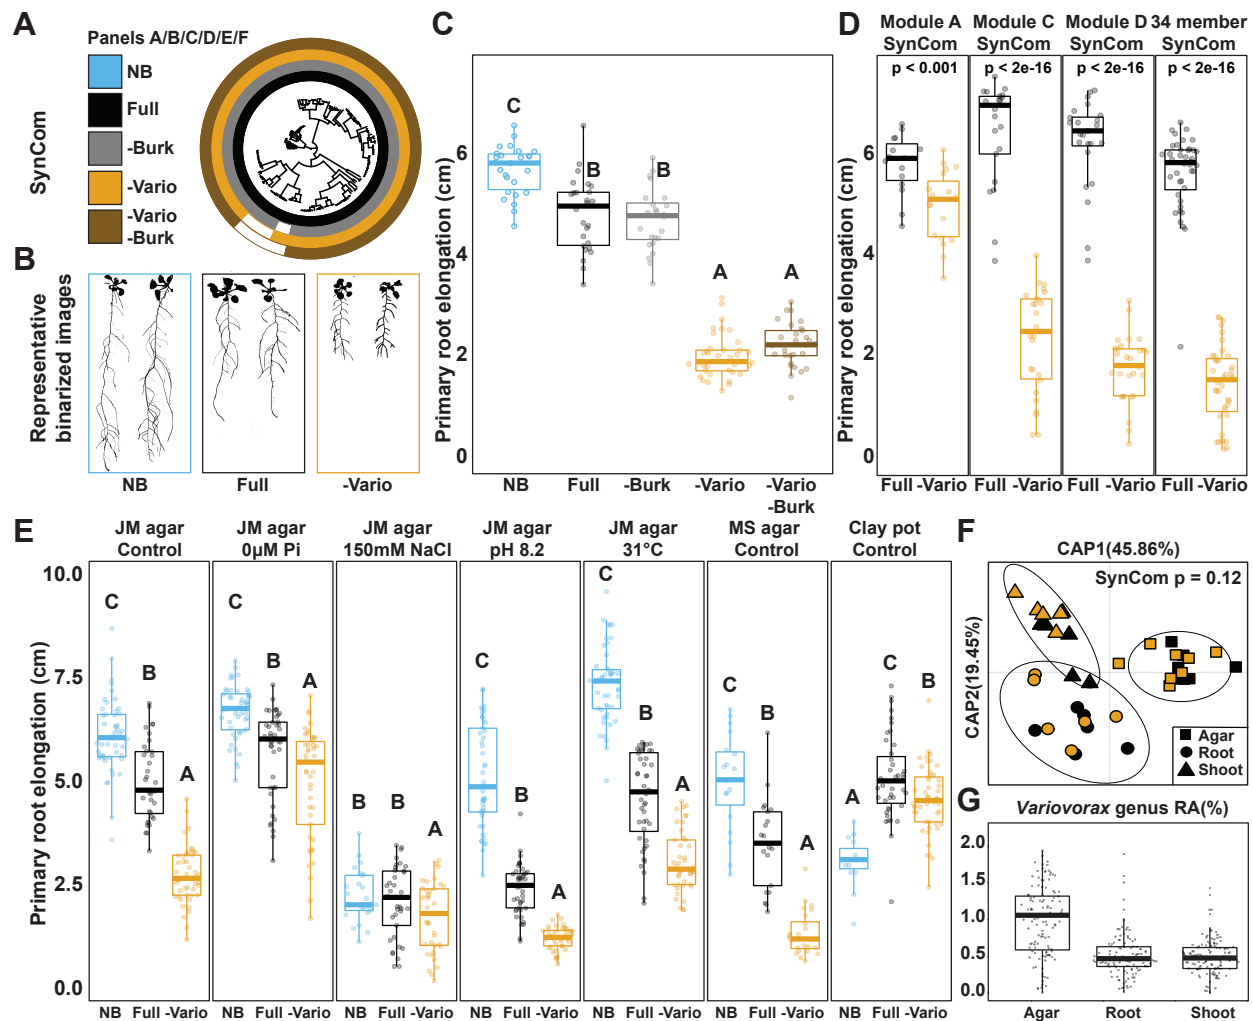 A
Panels A/B/C/D/E/F
NB
Full
-Burk
-Vario
-Vario
-Burk
SynCom
B
Representative
binarized images
NB Full -Vario
C
Primary root elongation (cm)
6
4
2
0
C B B A A
NB Full -Burk -Vario -Vario
-Burk
D
Module A Module C Module D 34 member
SynCom SynCom SynCom SynCom
p < 0.001 p < 2e-16 p < 2e-16 p < 2e-16
Primary root elongation (cm)
6
4
2
0
Full -Vario Full -Vario Full -Vario Full -Vario
E
JM agar JM agar JM agar JM agar JM agar MS agar Clay pot
Control 0µM Pi 150mM NaCl pH 8.2 31°C Control Control
Primary root elongation (cm)
10.0
7.5
5.0
2.5
0.0
C B A
C B A
B B A
C B A
C B A
C B A
A C B
NB Full -Vario NB Full -Vario NB Full -Vario NB Full -Vario NB Full -Vario NB Full -Vario NB Full -Vario
F
CAP1(45.86%)
SynCom p = 0.12
CAP2(19.45%)
Agar
Root
Shoot
G
Variovorax genus RA(%)
2.0
1.5
1.0
0.5
0.0
Agar Root Shoot